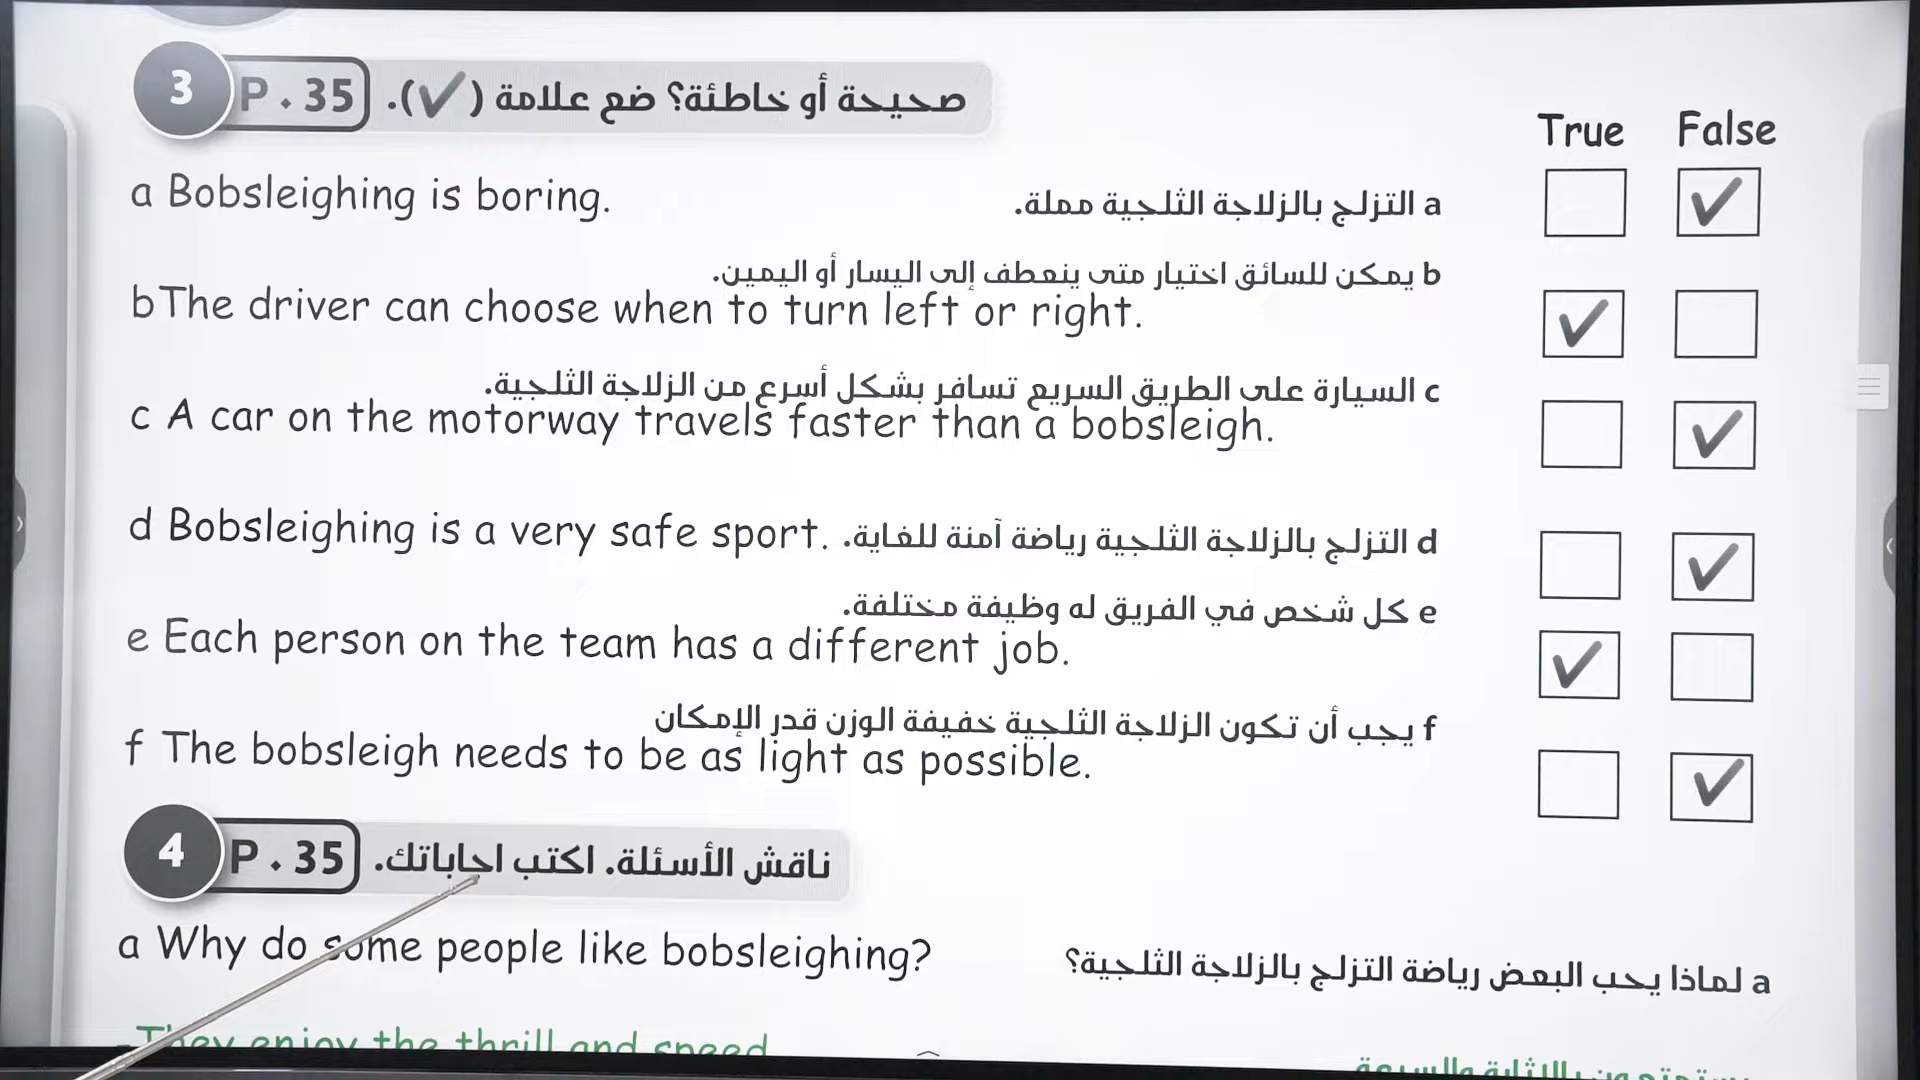 3 P. 35 صحيحة أو خاطئة؟ ضع علامة (✔).
True False
a Bobsleighing is boring.
a التزلج بالزلاجة الثلجية مملة.
b يمكن للسائق اختيار متى ينعطف إلى اليسار أو اليمين.
bThe driver can choose when to turn left or right.
c السيارة على الطريق السريع تسافر بشكل أسرع من الزلاجة الثلجية.
c A car on the motorway travels faster than a bobsleigh.
d Bobsleighing is a very safe sport.
d التزلج بالزلاجة الثلجية رياضة آمنة للغاية.
e كل شخص في الفريق له وظيفة مختلفة.
e Each person on the team has a different job.
f يجب أن تكون الزلاجة الثلجية خفيفة الوزن قدر الإمكان
f The bobsleigh needs to be as light as possible.
4 P. 35 ناقش الأسئلة. اكتب اجاباتك.
a Why do some people like bobsleighing?
a لماذا يحب البعض رياضة التزلج بالزلاجة الثلجية؟
-They enjoy the thrill and speed